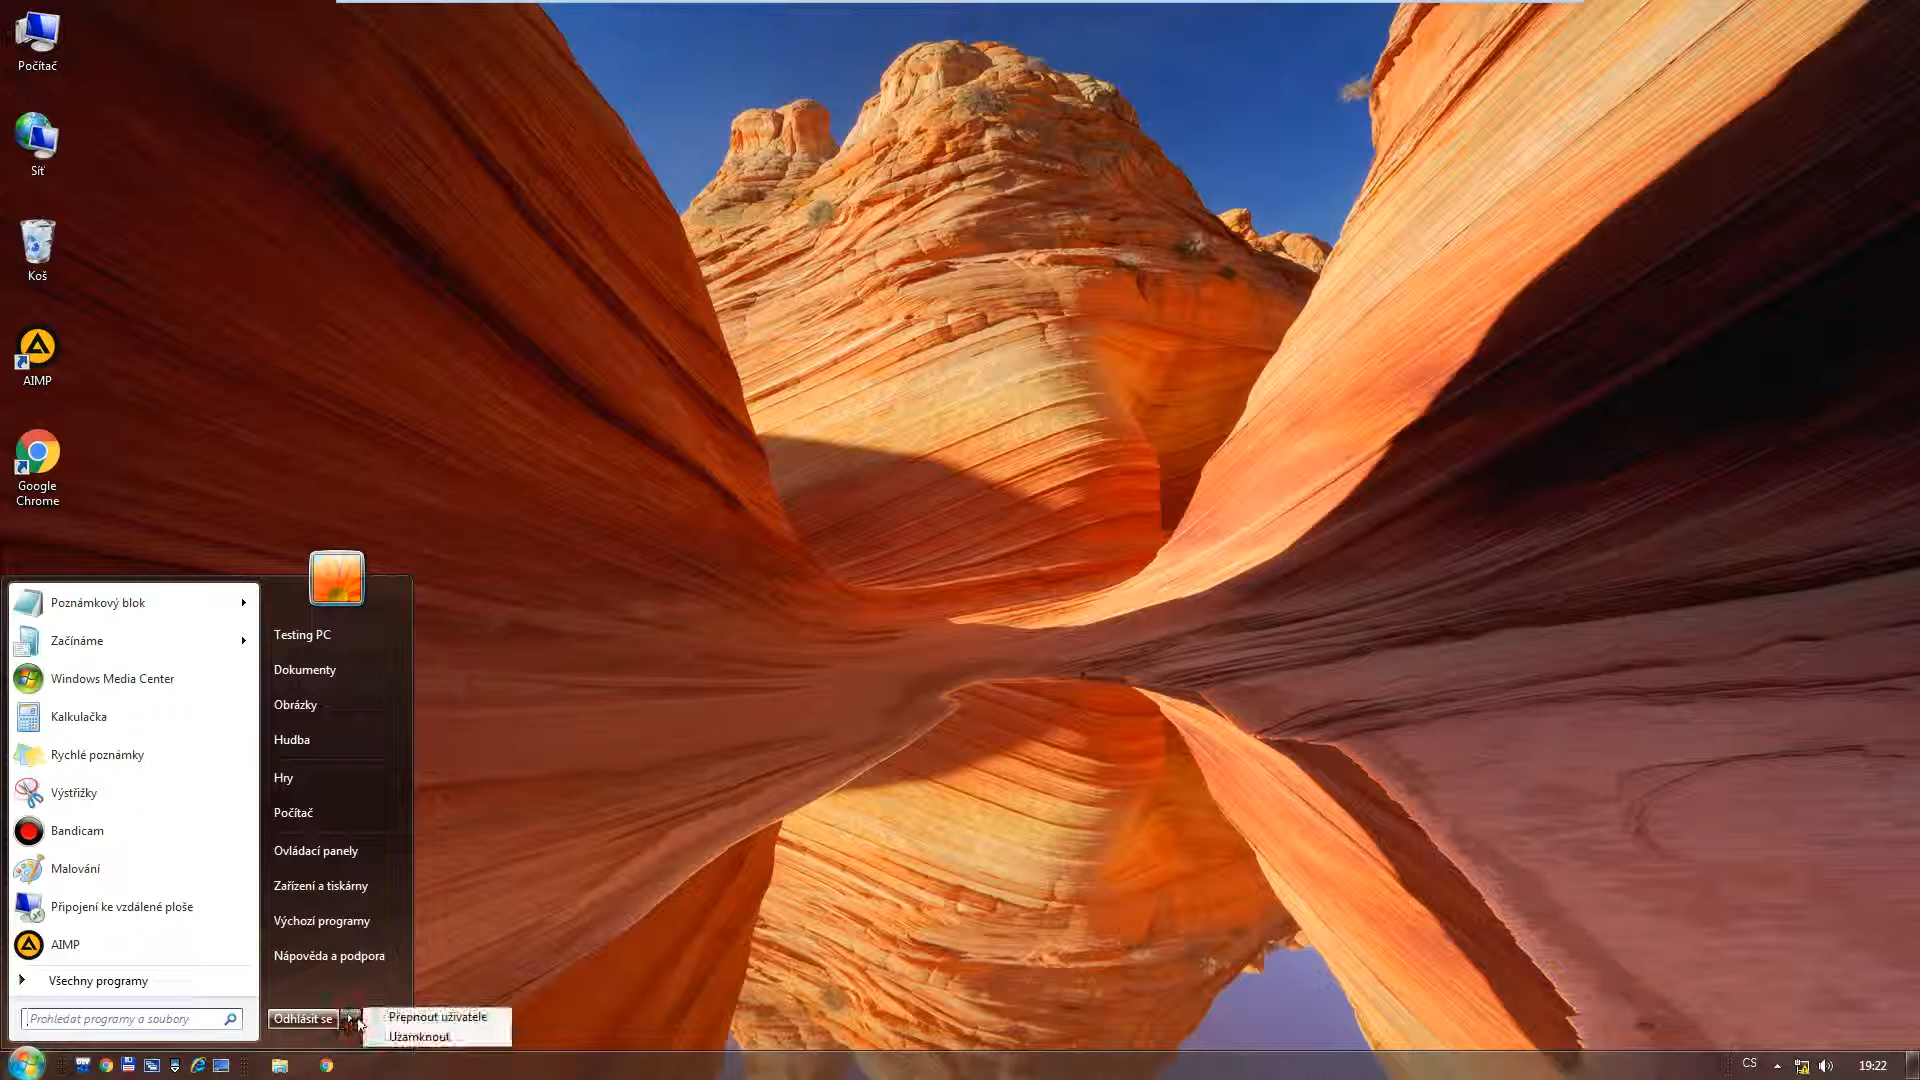 Počítač
Síť
Koš
AIMP
Google
Chrome
Poznámkový blok
Začínáme
Windows Media Center
Kalkulačka
Rychlé poznámky
Výstřižky
Bandicam
Malování
Připojení ke vzdálené ploše
AIMP
Všechny programy
Prohledat programy a soubory
Testing PC
Dokumenty
Obrázky
Hudba
Hry
Počítač
Ovládací panely
Zařízení a tiskárny
Výchozí programy
Nápověda a podpora
Odhlásit se
Přepnout uživatele
Uzamknout
CS
19:22